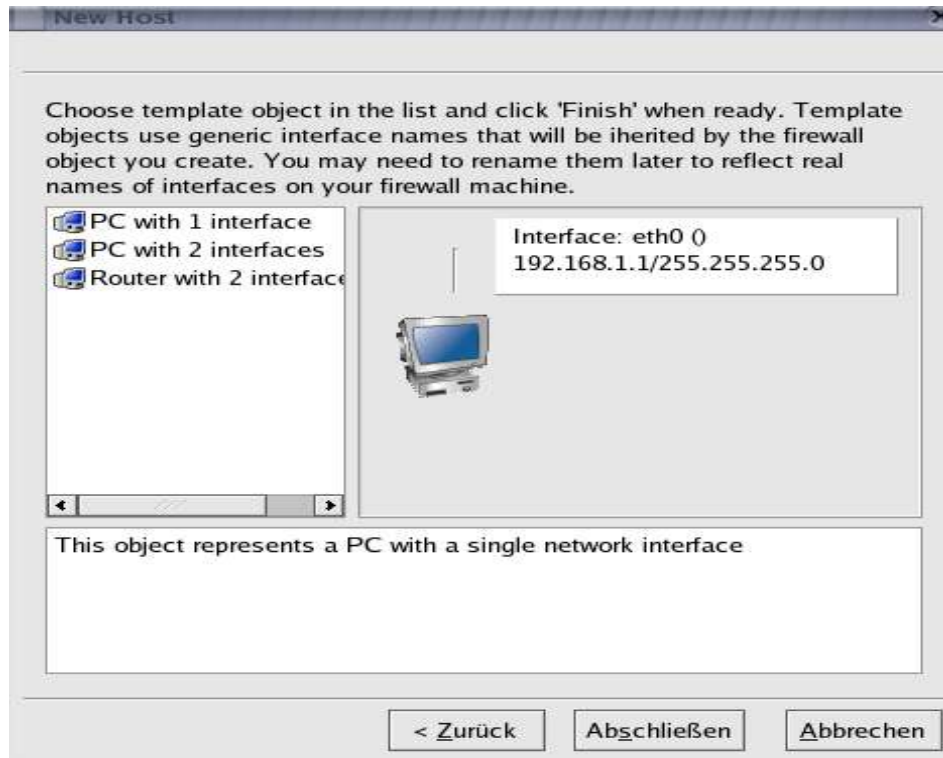 New Host
Choose template object in the list and click 'Finish' when ready. Template
objects use generic interface names that will be iherited by the firewall
object you create. You may need to rename them later to reflect real
names of interfaces on your firewall machine.
PC with 1 interface
PC with 2 interfaces
Router with 2 interface
Interface: eth0 ()
192.168.1.1/255.255.255.0
This object represents a PC with a single network interface
< Zurück
Abschließen
Abbrechen